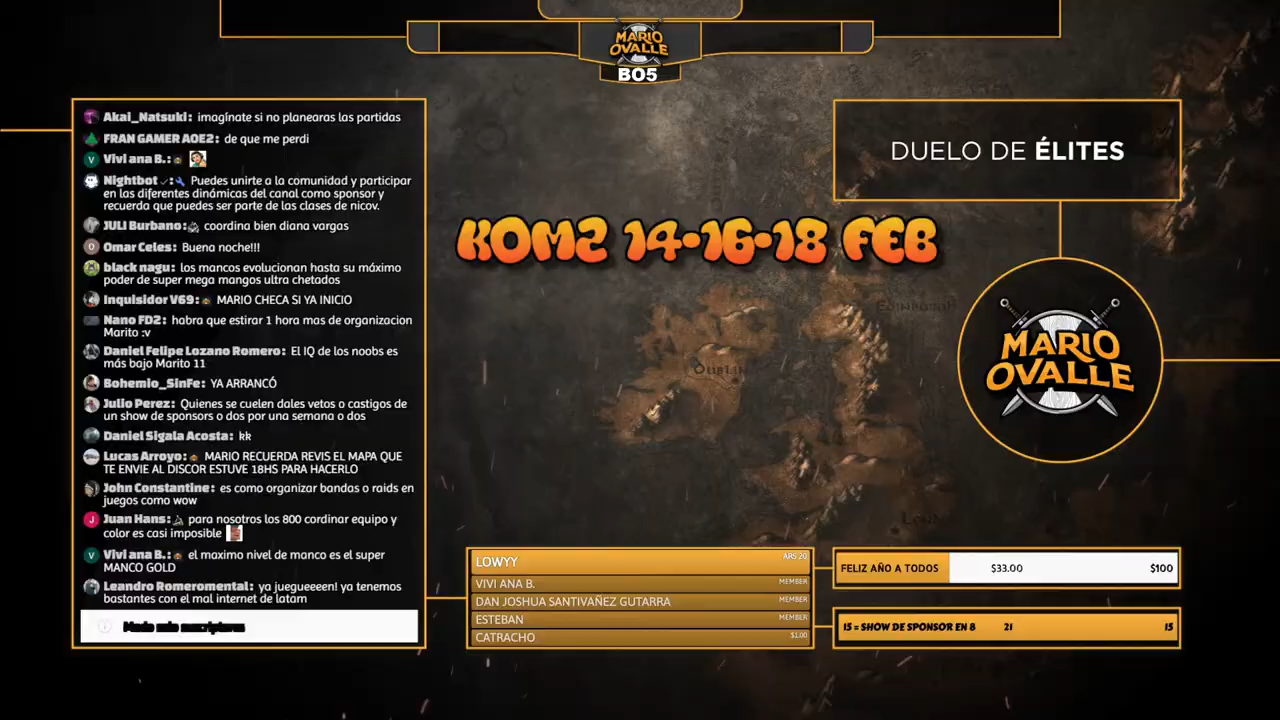 MARIO
OVALLE
BO5
Akai_Natsuki: imagínate si no planearas las partidas
FRAN GAMER AOE2: de que me perdi
Vivi ana B.:
Nightbot: Puedes unirte a la comunidad y participar
en las diferentes dinámicas del canal como sponsor y
recuerda que puedes ser parte de las clases de nicov.
JULI Burbano: coordina bien diana vargas
Omar Celes: Buena noche!!!
black nagu: los mancos evolucionan hasta su máximo
poder de super mega mangos ultra chetados
Inquisidor V69: MARIO CHECA SI YA INICIO
Nano FD2: habra que estirar 1 hora mas de organizacion
Marito :v
Daniel Felipe Lozano Romero: El IQ de los noobs es
más bajo Marito 11
Bohemio_SinFe: YA ARRANCÓ
Julio Perez: Quienes se cuelen dales vetos o castigos de
un show de sponsors o dos por una semana o dos
Daniel Sigala Acosta: kk
Lucas Arroyo: MARIO RECUERDA REVIS EL MAPA QUE
TE ENVIE AL DISCOR ESTUVE 18HS PARA HACERLO
John Constantine: es como organizar bandas o raids en
juegos como wow
Juan Hans: para nosotros los 800 cordinar equipo y
color es casi imposible
Vivi ana B.: el maximo nivel de manco es el super
MANCO GOLD
Leandro Romeromental: ya juegueeeen! ya tenemos
bastantes con el mal internet de latam
Modo solo suscriptores
DUELO DE ÉLITES
KOM2 14•16•18 FEB
EDINBURGH
DUBLIN
MARIO
OVALLE
LOWYY ARS 20
VIVI ANA B. MEMBER
DAN JOSHUA SANTIVAÑEZ GUTARRA MEMBER
ESTEBAN MEMBER
CATRACHO $1.00
FELIZ AÑO A TODOS $33.00 $100
15 = SHOW DE SPONSOR EN 8 21 15